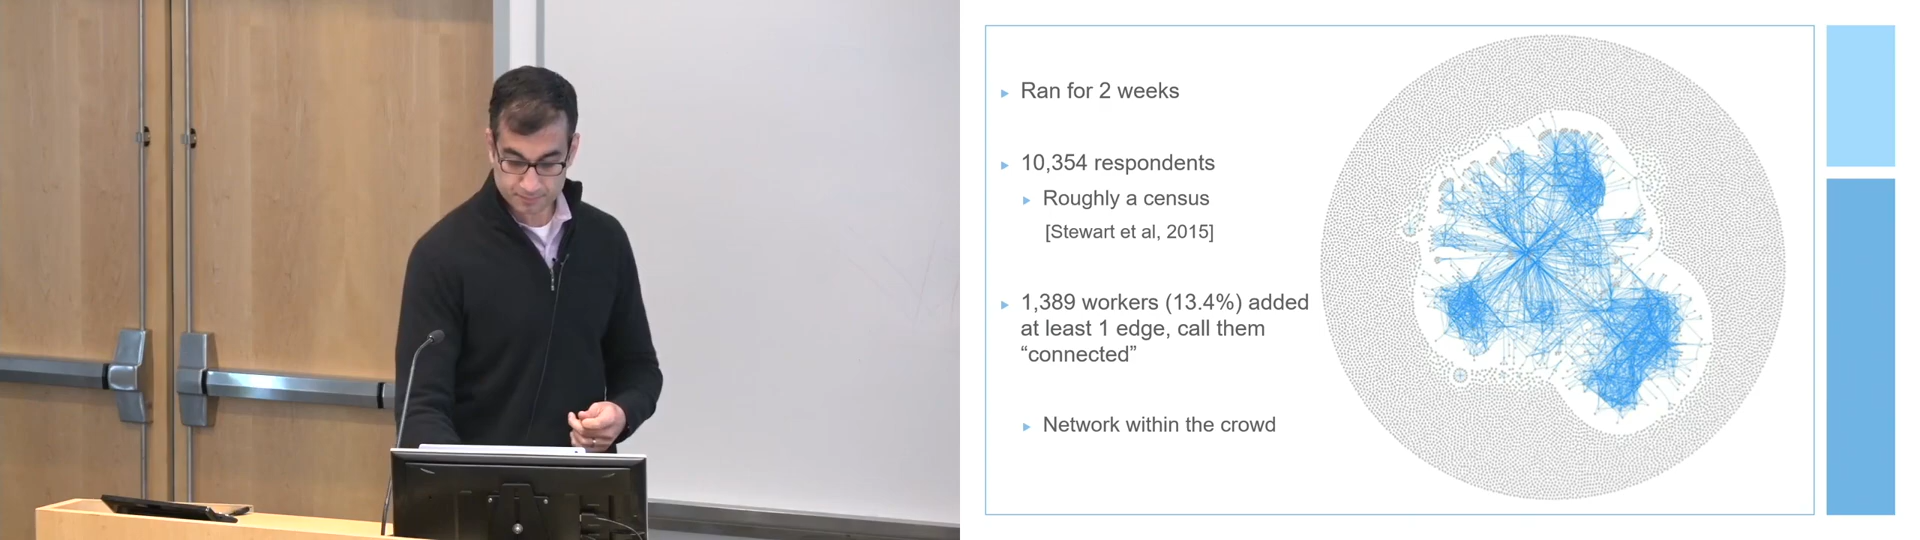 Ran for 2 weeks
10,354 respondents
Roughly a census
[Stewart et al, 2015]
1,389 workers (13.4%) added
at least 1 edge, call them
“connected”
Network within the crowd